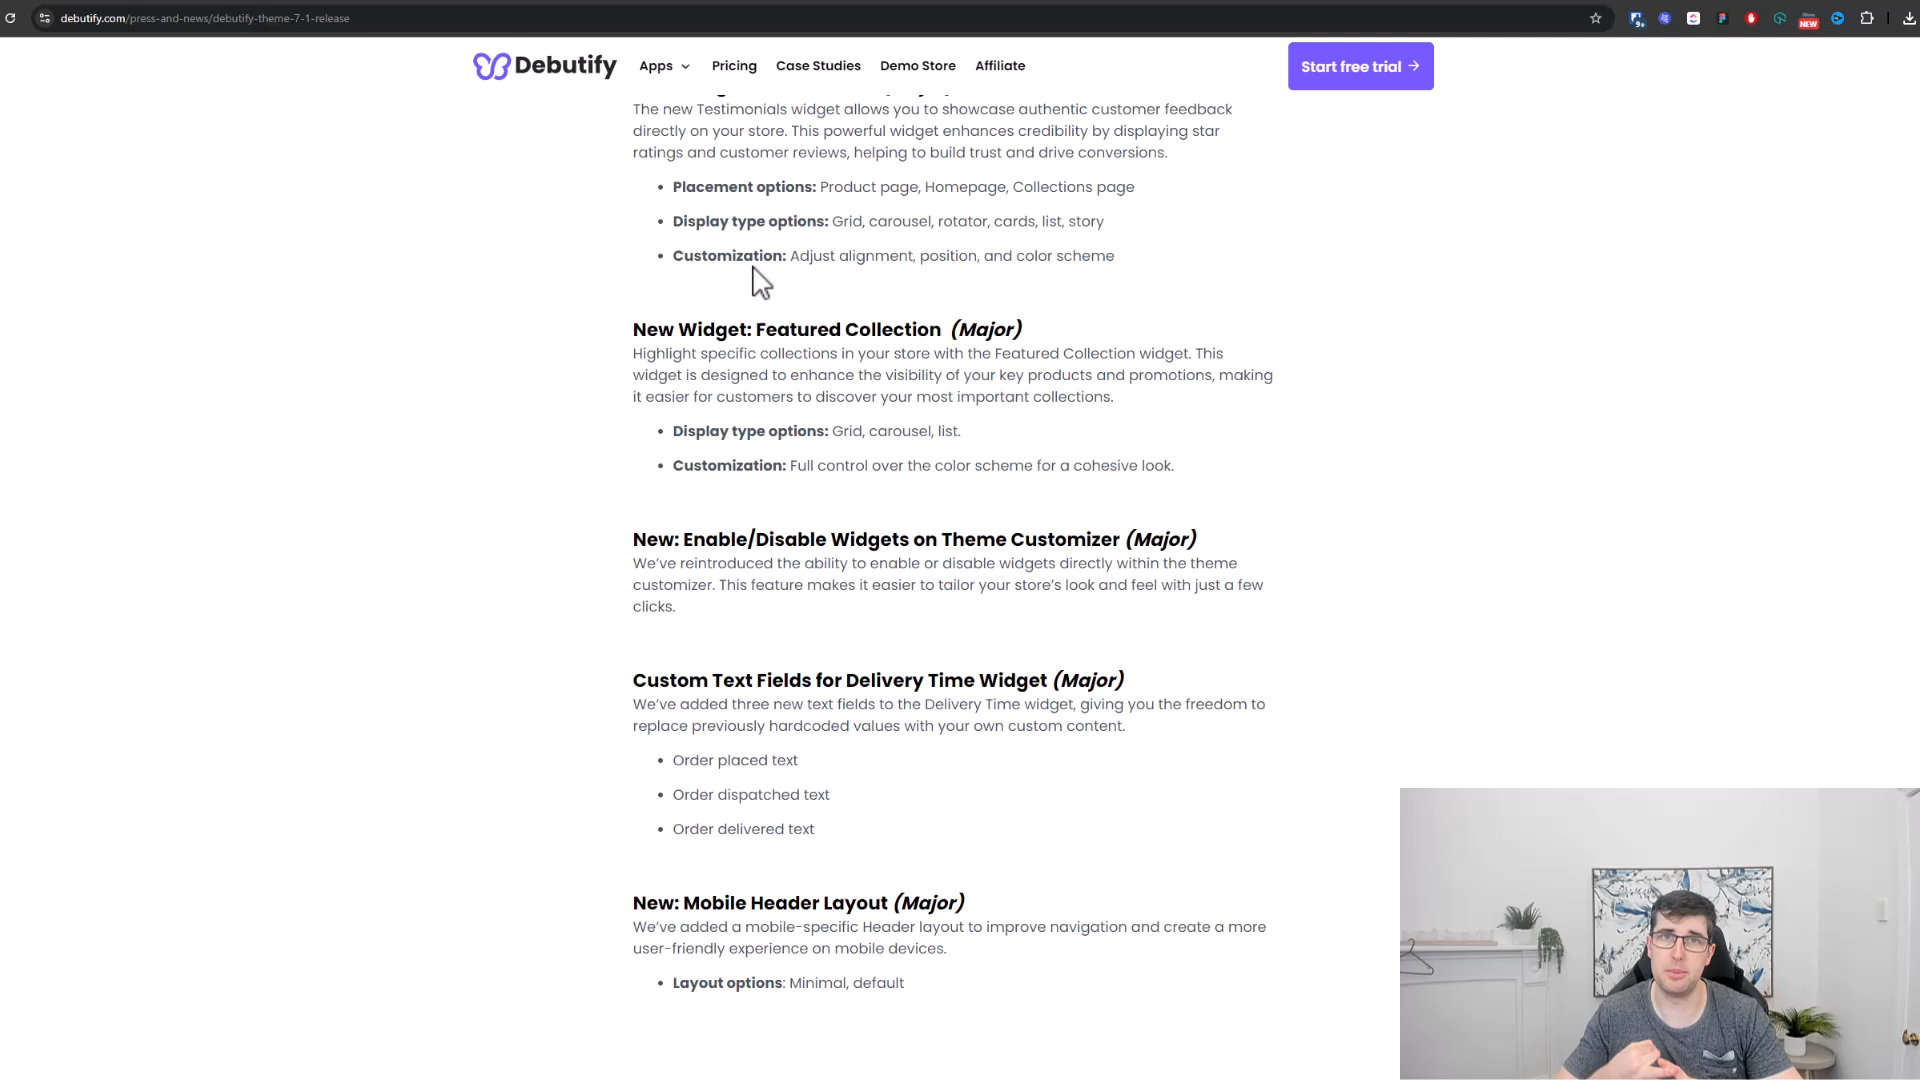 debutify.com/press-and-news/debutify-theme-7-1-release
9+
NEW
Debutify
Apps
Pricing
Case Studies
Demo Store
Affiliate
Start free trial →
The new Testimonials widget allows you to showcase authentic customer feedback
directly on your store. This powerful widget enhances credibility by displaying star
ratings and customer reviews, helping to build trust and drive conversions.
• Placement options: Product page, Homepage, Collections page
• Display type options: Grid, carousel, rotator, cards, list, story
• Customization: Adjust alignment, position, and color scheme
New Widget: Featured Collection (Major)
Highlight specific collections in your store with the Featured Collection widget. This
widget is designed to enhance the visibility of your key products and promotions, making
it easier for customers to discover your most important collections.
• Display type options: Grid, carousel, list.
• Customization: Full control over the color scheme for a cohesive look.
New: Enable/Disable Widgets on Theme Customizer (Major)
We’ve reintroduced the ability to enable or disable widgets directly within the theme
customizer. This feature makes it easier to tailor your store’s look and feel with just a few
clicks.
Custom Text Fields for Delivery Time Widget (Major)
We’ve added three new text fields to the Delivery Time widget, giving you the freedom to
replace previously hardcoded values with your own custom content.
• Order placed text
• Order dispatched text
• Order delivered text
New: Mobile Header Layout (Major)
We’ve added a mobile-specific Header layout to improve navigation and create a more
user-friendly experience on mobile devices.
• Layout options: Minimal, default